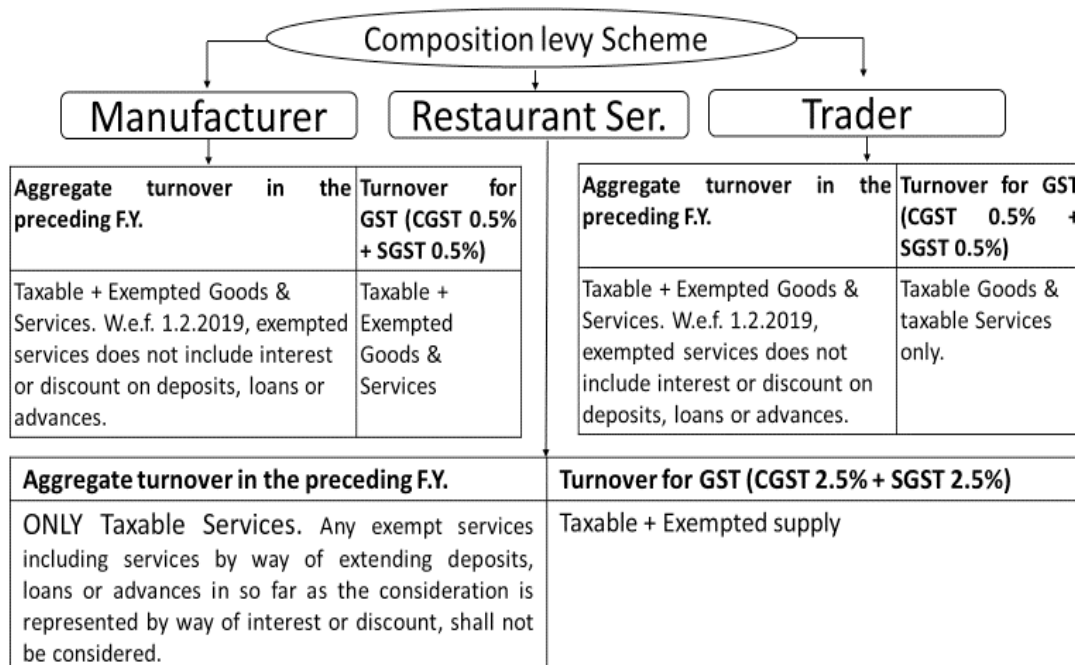 Composition levy Scheme
Manufacturer
Restaurant Ser.
Trader
Aggregate turnover in the
preceding F.Y.
Turnover for
GST (CGST 0.5%
+ SGST 0.5%)
Taxable + Exempted Goods &
Services. W.e.f. 1.2.2019, exempted
services does not include interest
or discount on deposits, loans or
advances.
Taxable +
Exempted
Goods &
Services
Aggregate turnover in the
preceding F.Y.
Turnover for GST
(CGST 0.5% +
SGST 0.5%)
Taxable + Exempted Goods &
Services. W.e.f. 1.2.2019,
exempted services does not
include interest or discount on
deposits, loans or advances.
Taxable Goods &
taxable Services
only.
Aggregate turnover in the preceding F.Y.
Turnover for GST (CGST 2.5% + SGST 2.5%)
ONLY Taxable Services. Any exempt services
including services by way of extending deposits,
loans or advances in so far as the consideration is
represented by way of interest or discount, shall not
be considered.
Taxable + Exempted supply